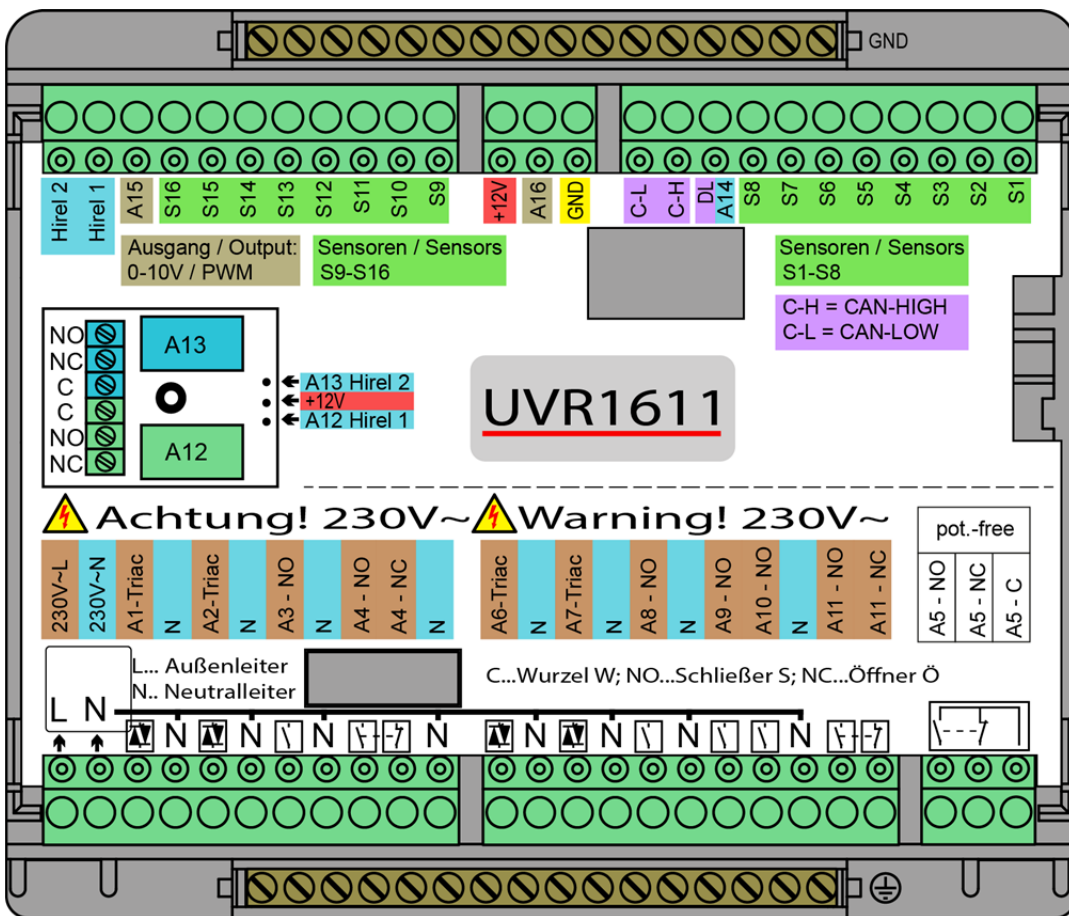 GND
Hirel 2 Hirel 1 A15 S16 S15 S14 S13 S12 S11 S10 S9 +12V A16 GND C-L C-H DL A14 S8 S7 S6 S5 S4 S3 S2 S1
Ausgang / Output:
0-10V / PWM
Sensoren / Sensors
S9-S16
Sensoren / Sensors
S1-S8
C-H = CAN-HIGH
C-L = CAN-LOW
NO
NC
C
C
NO
NC
A13
A12
A13 Hirel 2
+12V
A12 Hirel 1
UVR1611
Achtung! 230V~
Warning! 230V~
230V~L 230V~N A1-Triac N A2-Triac N A3 - NO N A4 - NO A4 - NC N
A6-Triac N A7-Triac N A8 - NO N A9 - NO A10 - NO N A11 - NO A11 - NC
pot.-free
A5 - NO A5 - NC A5 - C
L... Außenleiter
N.. Neutralleiter
C...Wurzel W; NO...Schließer S; NC...Öffner Ö
L N N N N N N N N